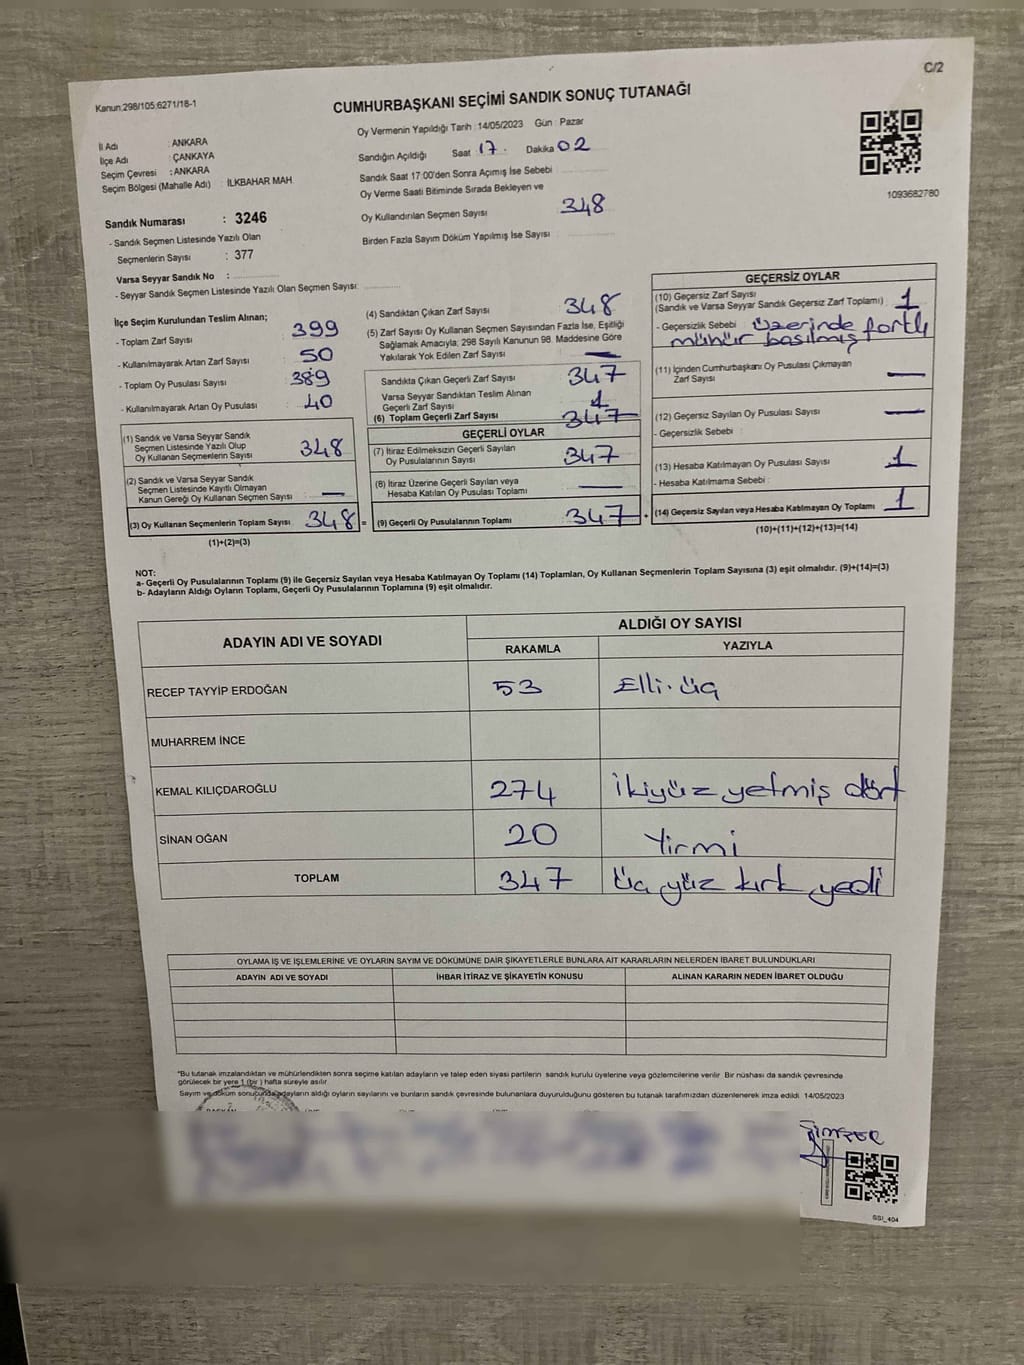 C/2
Kanun:298/105;6271/18-1
CUMHURBAŞKANI SEÇİMİ SANDIK SONUÇ TUTANAĞI
İl Adı : ANKARA
İlçe Adı : ÇANKAYA
Seçim Çevresi : ANKARA
Seçim Bölgesi (Mahalle Adı) : İLKBAHAR MAH.
Sandık Numarası : 3246
- Sandık Seçmen Listesinde Yazılı Olan
Seçmenlerin Sayısı : 377
Varsa Seyyar Sandık No :
- Seyyar Sandık Seçmen Listesinde Yazılı Olan Seçmen Sayısı:
Oy Vermenin Yapıldığı Tarih : 14/05/2023 Gün : Pazar
Sandığın Açıldığı Saat 17. Dakika 02
Sandık Saat 17:00'den Sonra Açımış İse Sebebi
Oy Verme Saati Bitiminde Sırada Bekleyen ve
Oy Kullandırılan Seçmen Sayısı 348
Birden Fazla Sayım Döküm Yapılmış İse Sayısı
1093682780
İlçe Seçim Kurulundan Teslim Alınan;
- Toplam Zarf Sayısı : 399
- Kullanılmayarak Artan Zarf Sayısı : 50
- Toplam Oy Pusulası Sayısı : 389
- Kullanılmayarak Artan Oy Pusulası : 40
(1) Sandık ve Varsa Seyyar Sandık
Seçmen Listesinde Yazılı Olup
Oy Kullanan Seçmenlerin Sayısı 348
(2) Sandık ve Varsa Seyyar Sandık
Seçmen Listesinde Kayıtlı Olmayan
Kanun Gereği Oy Kullanan Seçmen Sayısı —
(3) Oy Kullanan Seçmenlerin Toplam Sayısı 348 =
(1)+(2)=(3)
(4) Sandıktan Çıkan Zarf Sayısı 348
(5) Zarf Sayısı Oy Kullanan Seçmen Sayısından Fazla İse, Eşitliği
Sağlamak Amacıyla; 298 Sayılı Kanunun 98. Maddesine Göre
Yakılarak Yok Edilen Zarf Sayısı —
Sandıkta Çıkan Geçerli Zarf Sayısı 347
Varsa Seyyar Sandıktan Teslim Alınan
Geçerli Zarf Sayısı
(6) Toplam Geçerli Zarf Sayısı 347
GEÇERLİ OYLAR
(7) İtiraz Edilmeksizin Geçerli Sayılan
Oy Pusulalarının Sayısı 347
(8) İtiraz Üzerine Geçerli Sayılan veya
Hesaba Katılan Oy Pusulası Toplamı —
(9) Geçerli Oy Pusulalarının Toplamı 347
GEÇERSİZ OYLAR
(10) Geçersiz Zarf Sayısı
(Sandık ve Varsa Seyyar Sandık Geçersiz Zarf Toplamı) 1
- Geçersizlik Sebebi : üzerinde farklı
mühür basılmış
(11) İçinden Cumhurbaşkanı Oy Pusulası Çıkmayan
Zarf Sayısı —
(12) Geçersiz Sayılan Oy Pusulası Sayısı —
- Geçersizlik Sebebi :
(13) Hesaba Katılmayan Oy Pusulası Sayısı 1
- Hesaba Katılmama Sebebi :
(14) Geçersiz Sayılan veya Hesaba Katılmayan Oy Toplamı 1
(10)+(11)+(12)+(13)=(14)
NOT:
a- Geçerli Oy Pusulalarının Toplamı (9) ile Geçersiz Sayılan veya Hesaba Katılmayan Oy Toplamı (14) Toplamları, Oy Kullanan Seçmenlerin Toplam Sayısına (3) eşit olmalıdır. (9)+(14)=(3)
b- Adayların Aldığı Oyların Toplamı, Geçerli Oy Pusulalarının Toplamına (9) eşit olmalıdır.
ADAYIN ADI VE SOYADI ALDIĞI OY SAYISI
RAKAMLA YAZIYLA
RECEP TAYYİP ERDOĞAN 53 Elli.üç
MUHARREM İNCE
KEMAL KILIÇDAROĞLU 274 İkiyüz yetmiş dört
SİNAN OĞAN 20 Yirmi
TOPLAM 347 Üç yüz kırk yedi
OYLAMA İŞ VE İŞLEMLERİNE VE OYLARIN SAYIM VE DÖKÜMÜNE DAİR ŞİKAYETLERLE BUNLARA AİT KARARLARIN NELERDEN İBARET BULUNDUKLARI
ADAYIN ADI VE SOYADI İHBAR İTİRAZ VE ŞİKAYETİN KONUSU ALINAN KARARIN NEDEN İBARET OLDUĞU
*Bu tutanak imzalandıktan ve mühürlendikten sonra seçime katılan adayların ve talep eden siyasi partilerin sandık kurulu üyelerine veya gözlemcilerine verilir. Bir nüshası da sandık çevresinde
görülecek bir yere 1 (bir) hafta süreyle asılır.
Sayım ve döküm sonucunda adayların aldığı oyların sayılarını ve bunların sandık çevresinde bulunanlara duyurulduğunu gösteren bu tutanak tarafımızdan düzenlenerek imza edildi. 14/05/2023
SSI_404